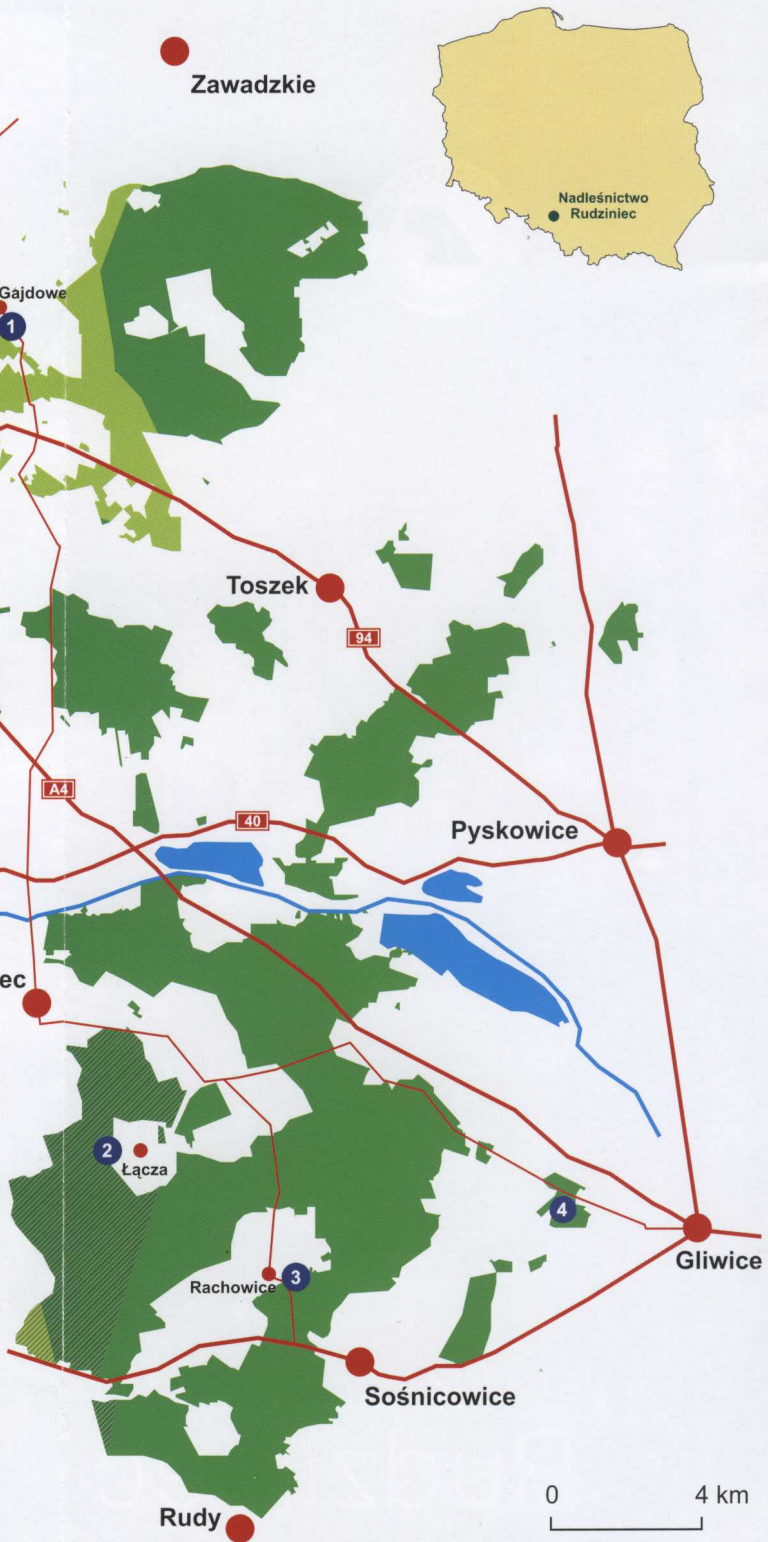 Zawadzkie
Nadleśnictwo
Rudziniec
Gajdowe
1
Toszek
94
A4
40
Pyskowice
ec
2
Łącza
4
Gliwice
3
Rachowice
Sośnicowice
Rudy
0 4 km